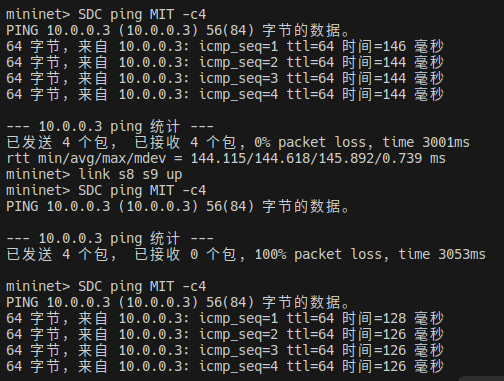 mininet> SDC ping MIT -c4
PING 10.0.0.3 (10.0.0.3) 56(84) 字节的数据。
64 字节，来自 10.0.0.3: icmp_seq=1 ttl=64 时间=146 毫秒
64 字节，来自 10.0.0.3: icmp_seq=2 ttl=64 时间=144 毫秒
64 字节，来自 10.0.0.3: icmp_seq=3 ttl=64 时间=144 毫秒
64 字节，来自 10.0.0.3: icmp_seq=4 ttl=64 时间=144 毫秒
--- 10.0.0.3 ping 统计 ---
已发送 4 个包， 已接收 4 个包, 0% packet loss, time 3001ms
rtt min/avg/max/mdev = 144.115/144.618/145.892/0.739 ms
mininet> link s8 s9 up
mininet> SDC ping MIT -c4
PING 10.0.0.3 (10.0.0.3) 56(84) 字节的数据。
--- 10.0.0.3 ping 统计 ---
已发送 4 个包， 已接收 0 个包, 100% packet loss, time 3053ms
mininet> SDC ping MIT -c4
PING 10.0.0.3 (10.0.0.3) 56(84) 字节的数据。
64 字节，来自 10.0.0.3: icmp_seq=1 ttl=64 时间=128 毫秒
64 字节，来自 10.0.0.3: icmp_seq=2 ttl=64 时间=126 毫秒
64 字节，来自 10.0.0.3: icmp_seq=3 ttl=64 时间=126 毫秒
64 字节，来自 10.0.0.3: icmp_seq=4 ttl=64 时间=126 毫秒